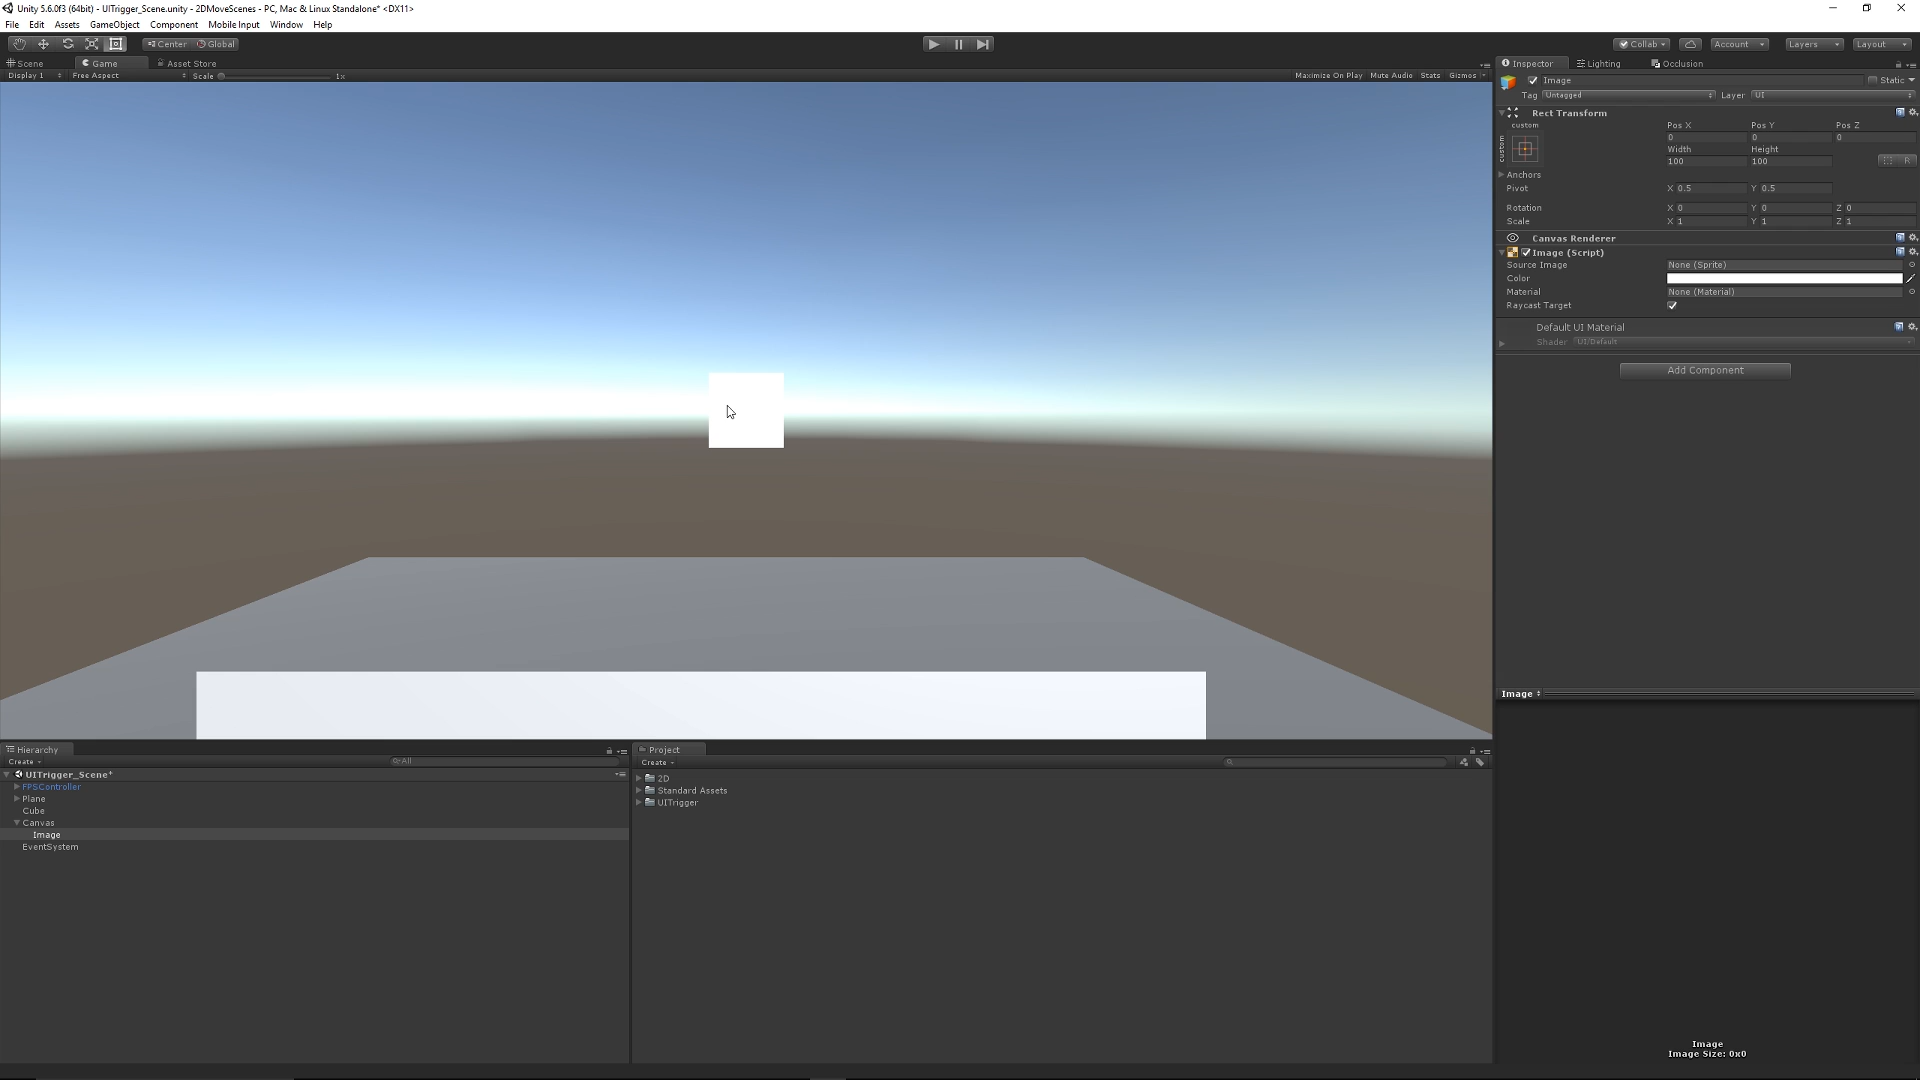 Unity 5.6.0f3 (64bit) - UITrigger_Scene.unity - 2DMoveScenes - PC, Mac & Linux Standalone* <DX11>
File Edit Assets GameObject Component Mobile Input Window Help
Center Global Collab Account Layers Layout
Scene Game Asset Store
Display 1 Free Aspect Scale 1x Maximize On Play Mute Audio Stats Gizmos
Inspector Lighting Occlusion
Image Static
Tag Untagged Layer UI
Rect Transform
custom Pos X Pos Y Pos Z
custom
0 0 0
Width Height
100 100 R
Anchors
Pivot X 0.5 Y 0.5
Rotation X 0 Y 0 Z 0
Scale X 1 Y 1 Z 1
Canvas Renderer
Image (Script)
Source Image None (Sprite)
Color
Material None (Material)
Raycast Target
Default UI Material
Shader UI/Default
Add Component
Image
Image
Image Size: 0x0
Hierarchy
Create All
UITrigger_Scene*
FPSController
Plane
Cube
Canvas
Image
EventSystem
Project
Create
2D
Standard Assets
UITrigger